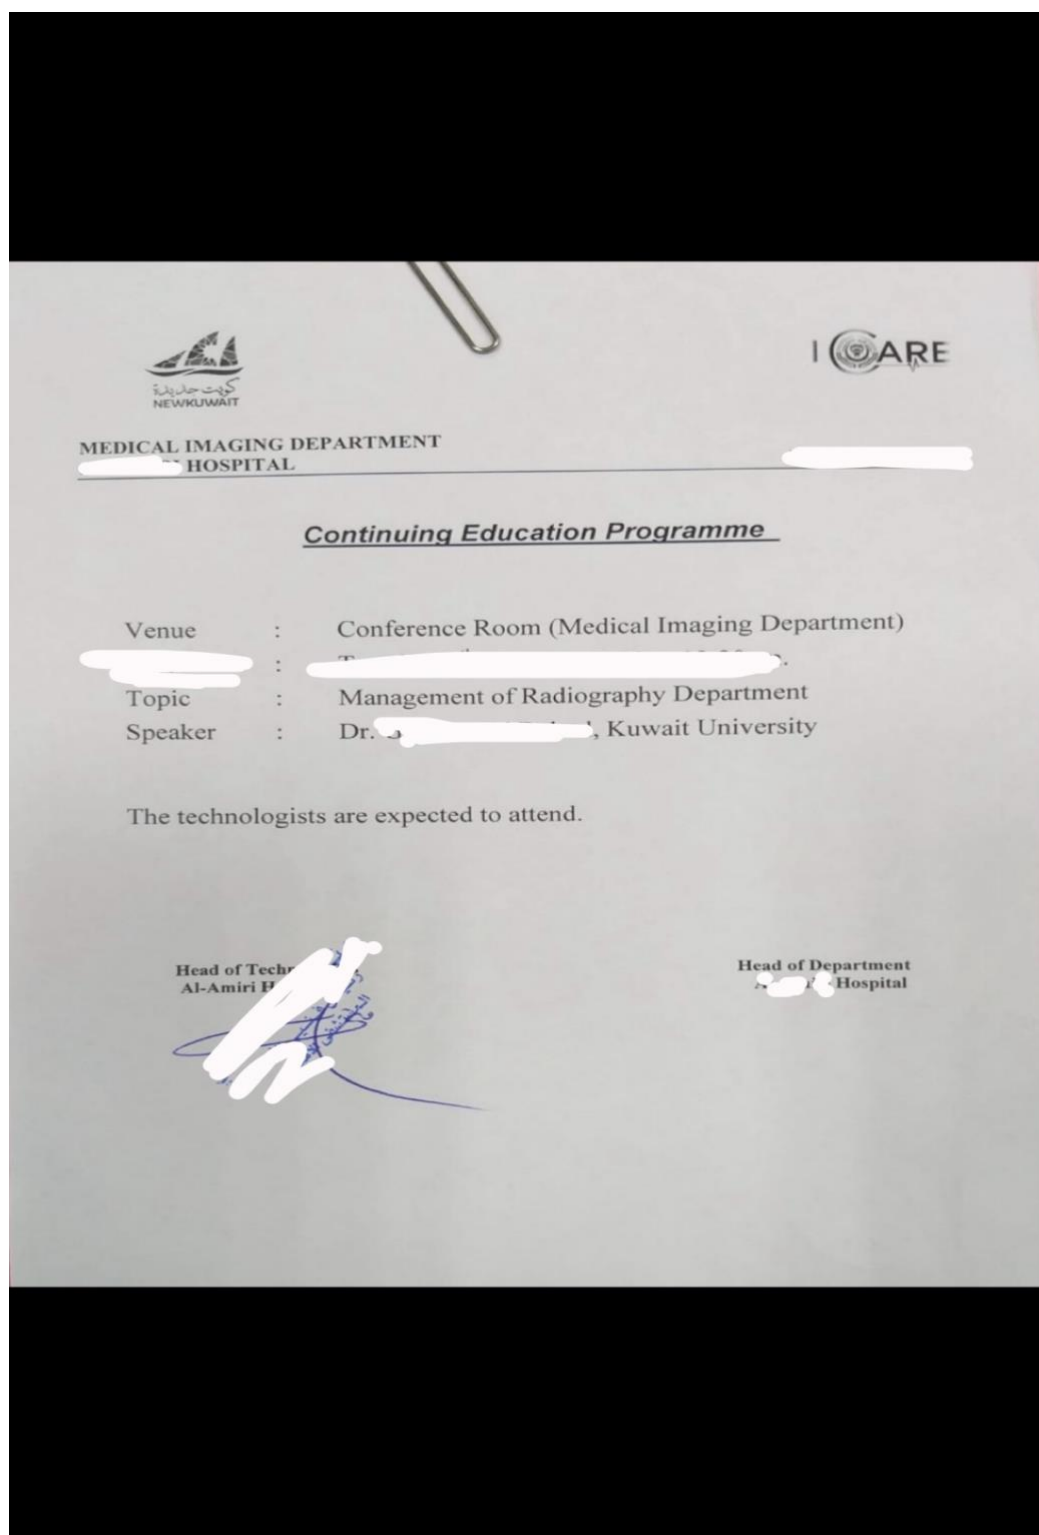 كويت جديدة
NEWKUWAIT
I CARE
MEDICAL IMAGING DEPARTMENT
HOSPITAL
Continuing Education Programme
Venue : Conference Room (Medical Imaging Department)
:
Topic : Management of Radiography Department
Speaker : Dr. , Kuwait University
The technologists are expected to attend.
Head of
Al-Amiri
Head of Department
Hospital